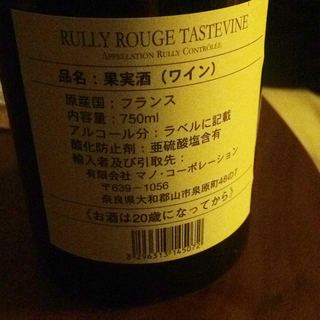 RULLY ROUGE TASTEVINE
APPELLATION RULLY CONTRÔLÉE
品名：果実酒（ワイン）
原産国：フランス
内容量：750ml
アルコール分：ラベルに記載
酸化防止剤：亜硫酸塩含有
輸入者及び引取先：
有限会社 マノ・コーポレーション
〒639－1056
奈良県大和郡山市泉原町48の7
《お酒は20歳になってから》
3 296313 145072